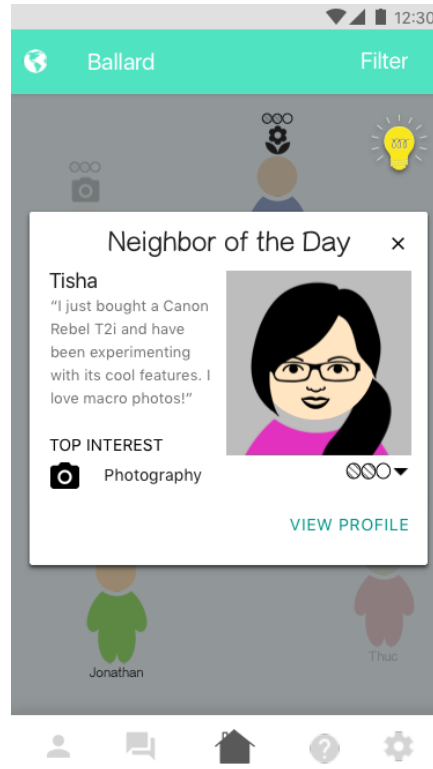 12:30
Ballard
Filter
Neighbor of the Day
×
Tisha
“I just bought a Canon
Rebel T2i and have
been experimenting
with its cool features. I
love macro photos!”
TOP INTEREST
Photography
VIEW PROFILE
Jonathan
Thuc
?